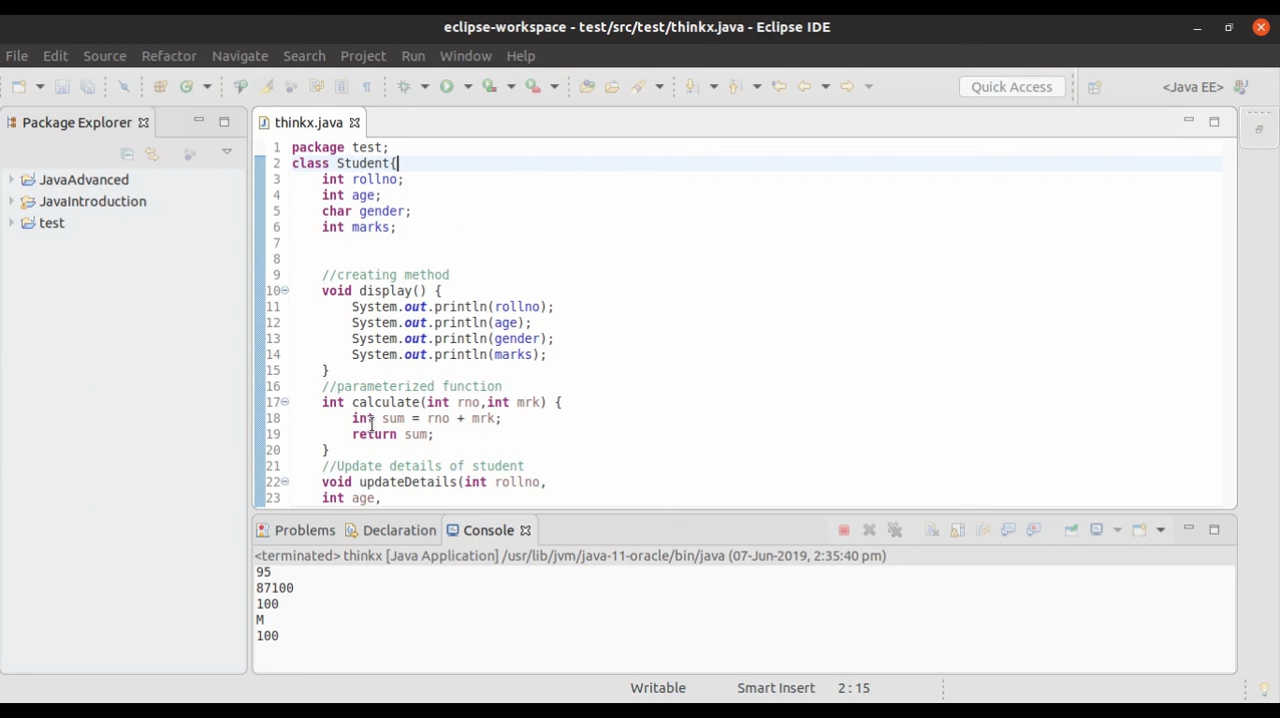 eclipse-workspace - test/src/test/thinkx.java - Eclipse IDE
File Edit Source Refactor Navigate Search Project Run Window Help
Quick Access
<Java EE>
Package Explorer
thinkx.java
JavaAdvanced
JavaIntroduction
test
1 package test;
2 class Student{
3 int rollno;
4 int age;
5 char gender;
6 int marks;
7
8
9 //creating method
10 void display() {
11 System.out.println(rollno);
12 System.out.println(age);
13 System.out.println(gender);
14 System.out.println(marks);
15 }
16 //parameterized function
17 int calculate(int rno,int mrk) {
18 int sum = rno + mrk;
19 return sum;
20 }
21 //Update details of student
22 void updateDetails(int rollno,
23 int age,
Problems Declaration Console
<terminated> thinkx [Java Application] /usr/lib/jvm/java-11-oracle/bin/java (07-Jun-2019, 2:35:40 pm)
95
87100
100
M
100
Writable Smart Insert 2 : 15